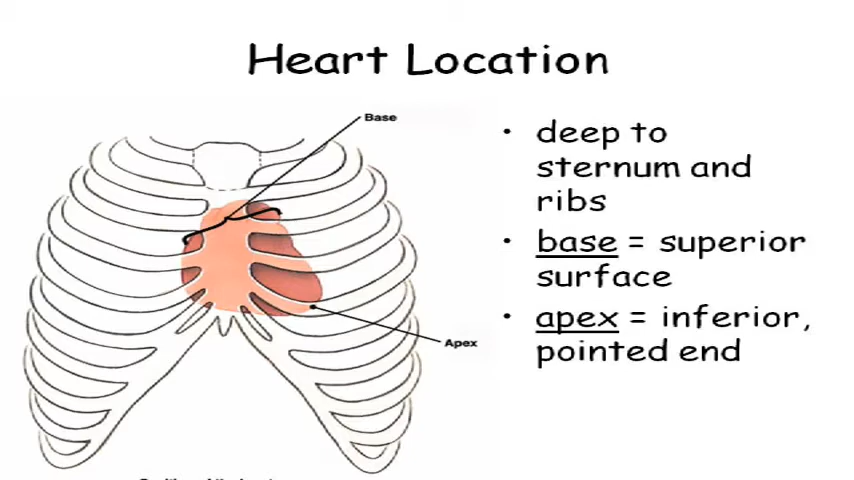 Heart Location
Base
Apex
• deep to
sternum and
ribs
• base = superior
surface
• apex = inferior,
pointed end